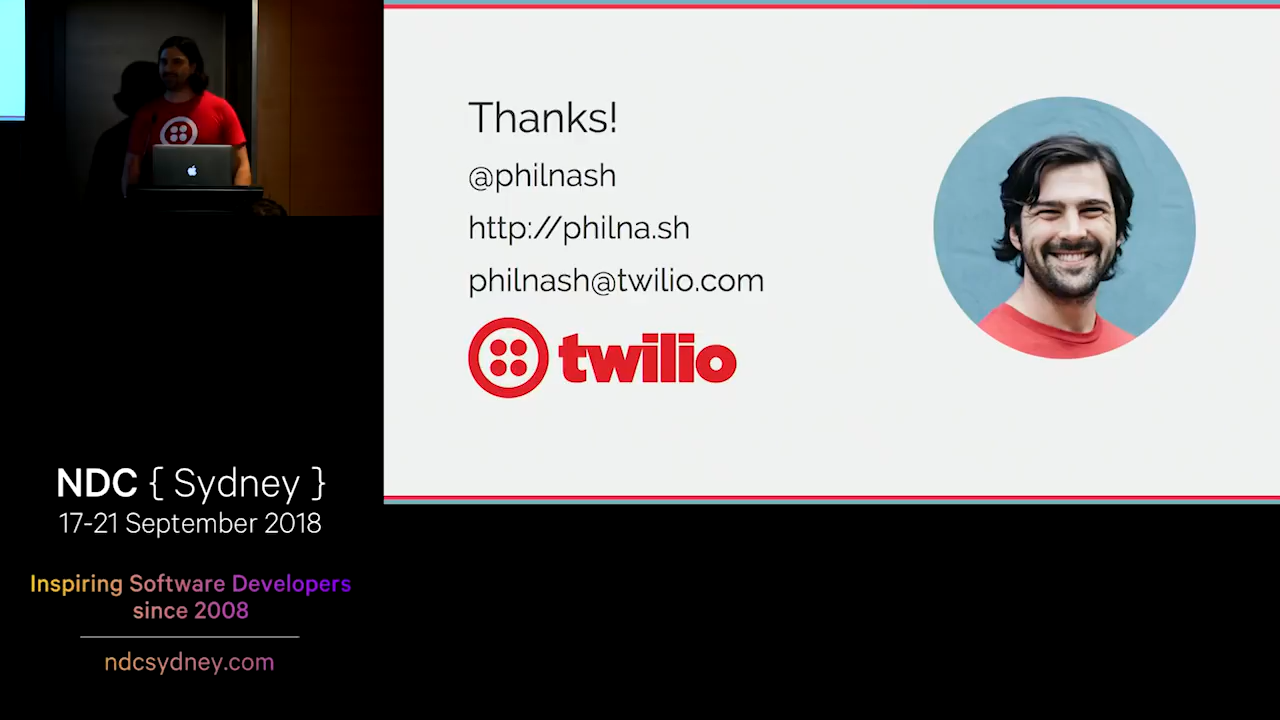 Thanks!
@philnash
http://philna.sh
philnash@twilio.com
twilio
NDC { Sydney }
17-21 September 2018
Inspiring Software Developers
since 2008
ndcsydney.com